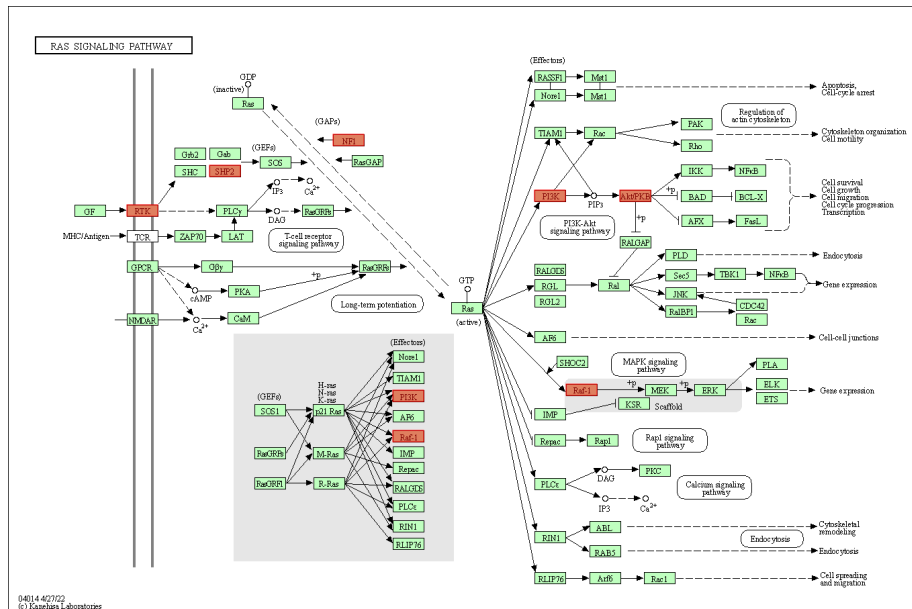 RAS SIGNALING PATHWAY
GDP
(inactive)
Ras
(GAPs)
NF1
RasGAP
(GEFs)
Grb2
Gab
SOS
SHC
SHP2
IP3
Ca2+
GF
RTK
PLCγ
DAG
RasGRPs
MHC/Antigen
TCR
ZAP70
LAT
T-cell receptor
signaling pathway
GPCR
Gβγ
RasGRFs
+p
cAMP
PKA
Long-term potentiation
NMDAR
Ca2+
CaM
GTP
Ras
(active)
(Effectors)
RASSF1
Mst1
Nore1
Mst1
Apoptosis,
Cell-cycle arrest
Regulation of
actin cytoskeleton
TIAM1
Rac
PAK
Rho
Cytoskeleton organization
Cell motility
PI3K
PIP3
Akt/PKB
IKK
NFκB
+p
BAD
BCL-X
AFX
FasL
Cell survival
Cell growth
Cell migration
Cell cycle progression
Transcription
PI3K-Akt
signaling pathway
+p
RALGAP
PLD
Endocytosis
RALGDS
RGL
RGL2
Ral
Sec5
TBK1
NFκB
JNK
Gene expression
RalBP1
CDC42
Rac
AF6
Cell-cell junctions
SHOC2
MAPK signaling
pathway
Raf-1
+p
MEK
+p
ERK
PLA
ELK
ETS
Gene expression
IMP
KSR
Scaffold
Repac
Rap1
Rap1 signaling
pathway
PLCε
DAG
PKC
IP3
Ca2+
Calcium signaling
pathway
RIN1
ABL
Cytoskeletal
remodeling
RAB5
Endocytosis
Endocytosis
RLIP76
Arf6
Rac1
Cell spreading
and migration
(Effectors)
Nore1
TIAM1
PI3K
AF6
Raf-1
IMP
Repac
RALGDS
PLCε
RIN1
RLIP76
H-ras
N-ras
K-ras
(GEFs)
SOS1
p21 Ras
RasGRPs
M-Ras
RasGRF1
R-Ras
04014 4/27/22
(c) Kanehisa Laboratories